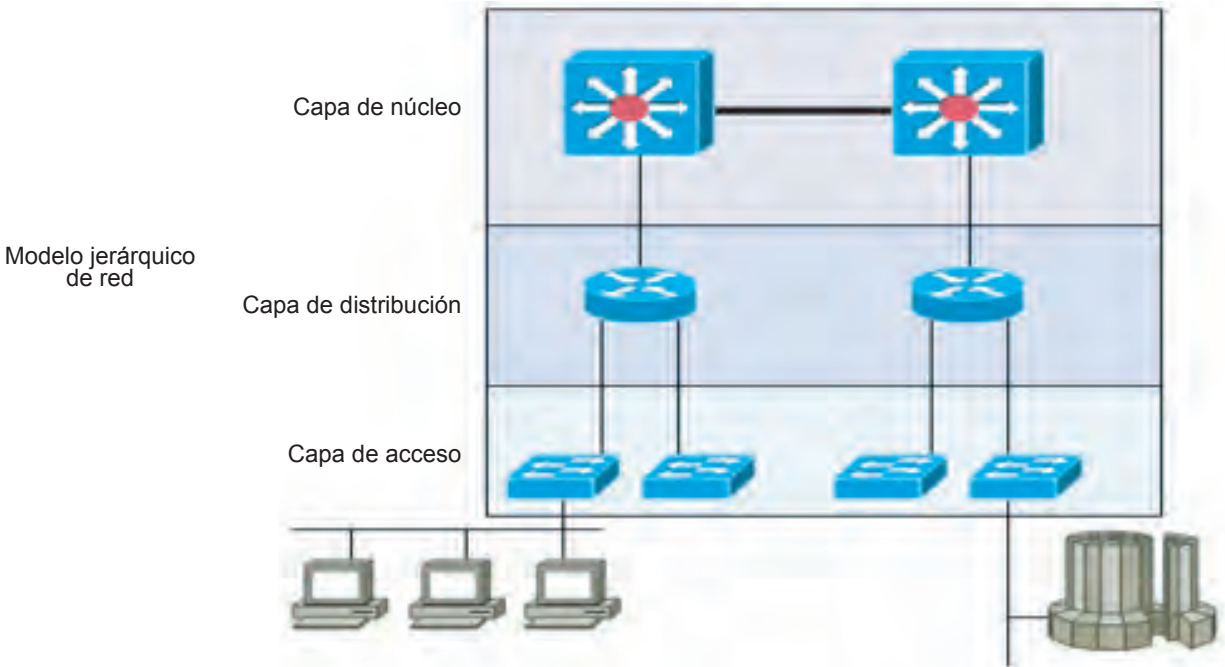 Capa de núcleo
Modelo jerárquico
de red
Capa de distribución
Capa de acceso